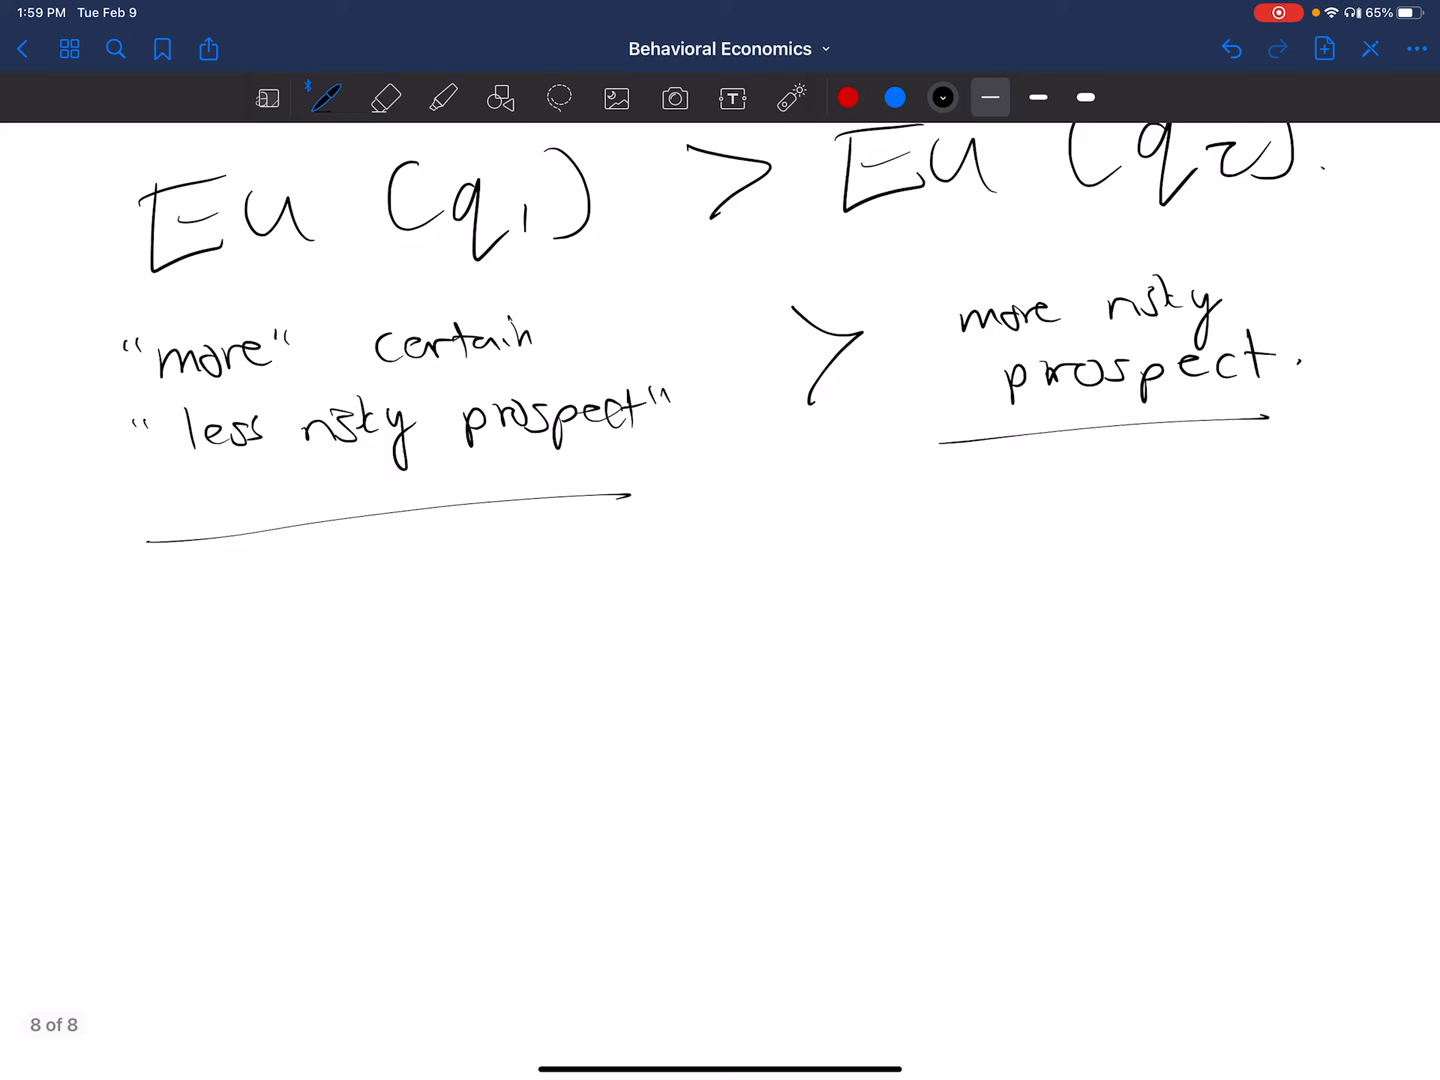 1:59 PM Tue Feb 9
65%
Behavioral Economics
T
Eu (q1) > Eu (q2).
"more" certain > more risky
"less risky prospect" prospect.
8 of 8